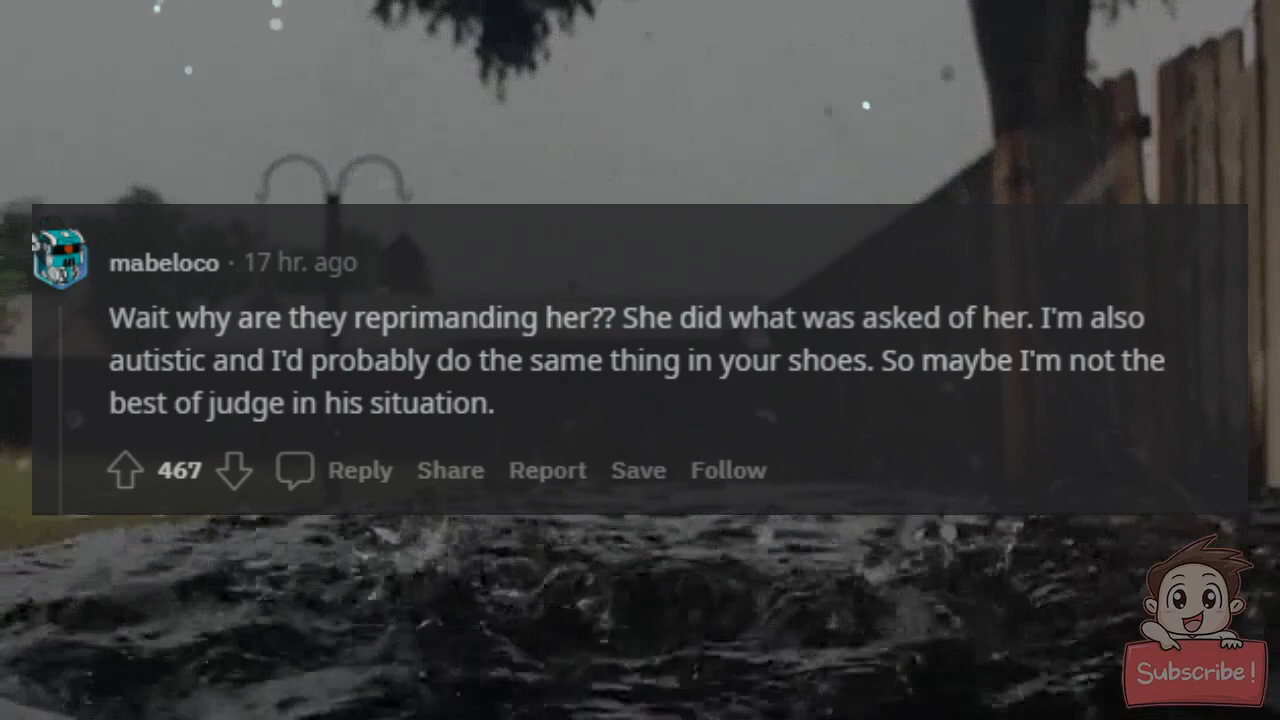 mabeloco · 17 hr. ago
Wait why are they reprimanding her?? She did what was asked of her. I'm also
autistic and I'd probably do the same thing in your shoes. So maybe I'm not the
best of judge in his situation.
467 Reply Share Report Save Follow
Subscribe!